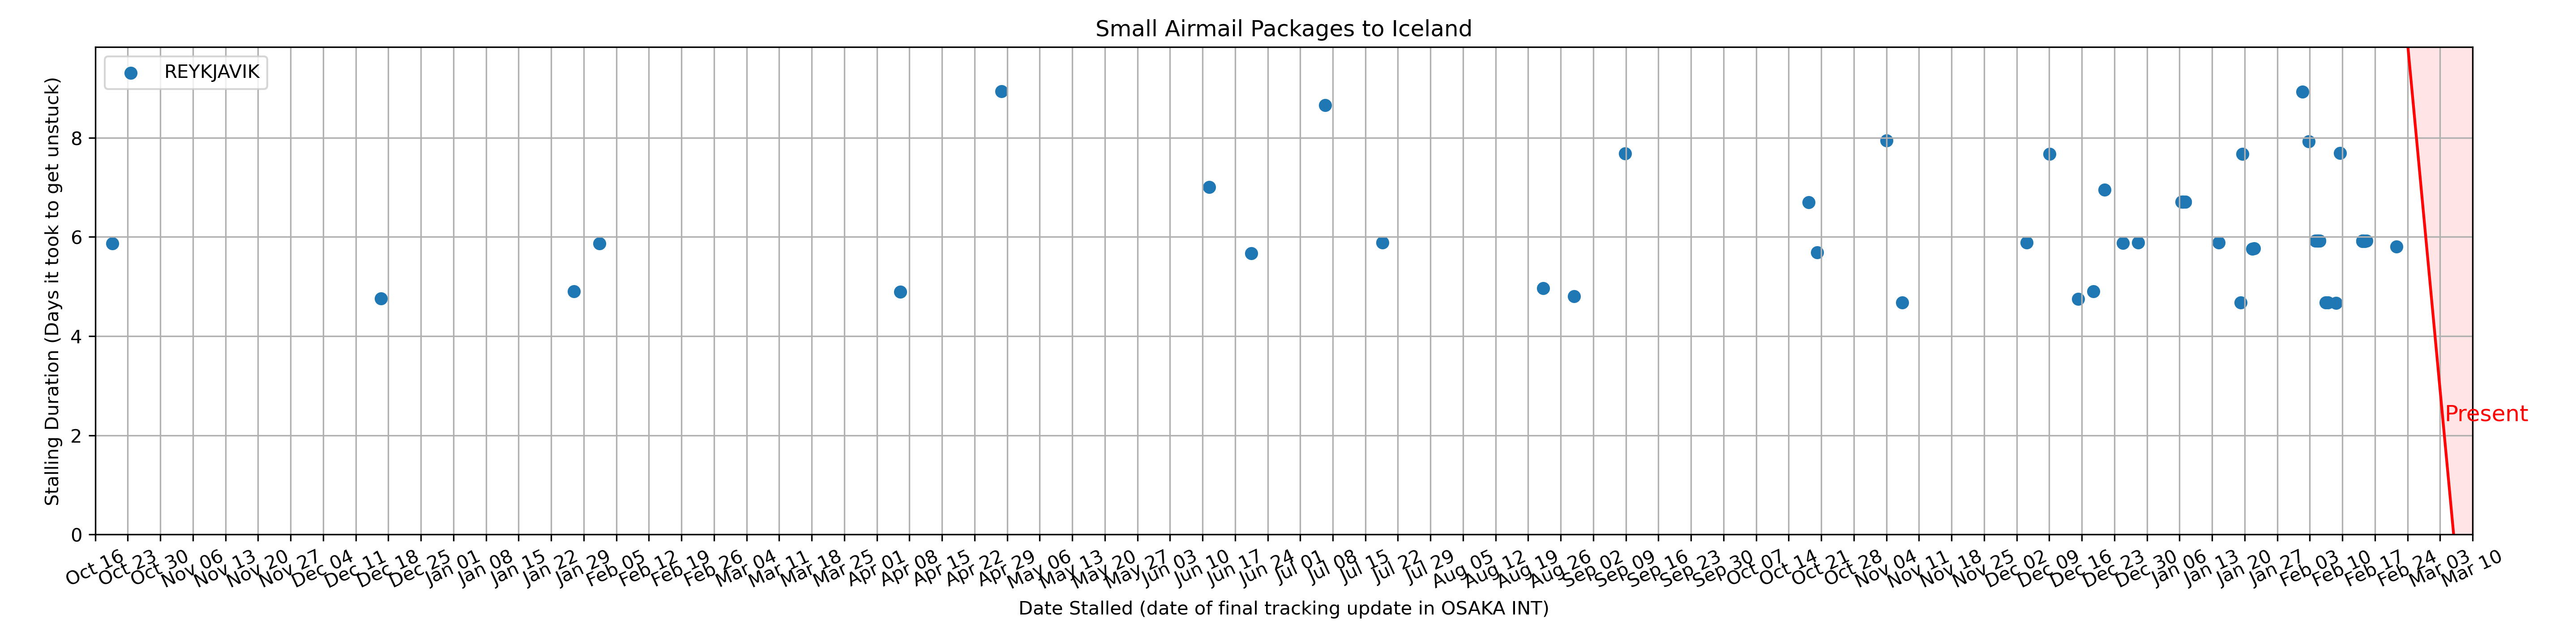 Small Airmail Packages to Iceland
REYKJAVIK
Stalling Duration (Days it took to get unstuck)
8
6
4
2
0
Present
Oct 16
Oct 23
Oct 30
Nov 06
Nov 13
Nov 20
Nov 27
Dec 04
Dec 11
Dec 18
Dec 25
Jan 01
Jan 08
Jan 15
Jan 22
Jan 29
Feb 05
Feb 12
Feb 19
Feb 26
Mar 04
Mar 11
Mar 18
Mar 25
Apr 01
Apr 08
Apr 15
Apr 22
Apr 29
May 06
May 13
May 20
May 27
Jun 03
Jun 10
Jun 17
Jun 24
Jul 01
Jul 08
Jul 15
Jul 22
Jul 29
Aug 05
Aug 12
Aug 19
Aug 26
Sep 02
Sep 09
Sep 16
Sep 23
Sep 30
Oct 07
Oct 14
Oct 21
Oct 28
Nov 04
Nov 11
Nov 18
Nov 25
Dec 02
Dec 09
Dec 16
Dec 23
Dec 30
Jan 06
Jan 13
Jan 20
Jan 27
Feb 03
Feb 10
Feb 17
Feb 24
Mar 03
Mar 10
Date Stalled (date of final tracking update in OSAKA INT)